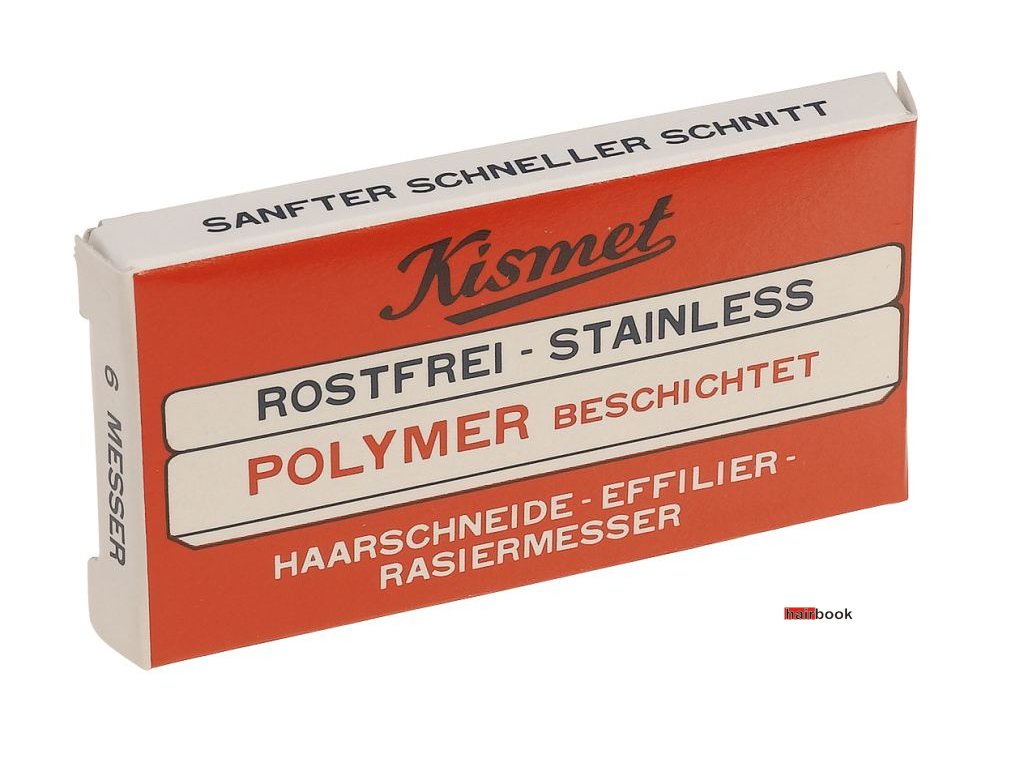 SANFTER SCHNELLER SCHNITT
Kismet
ROSTFREI - STAINLESS
POLYMER BESCHICHTET
HAARSCHNEIDE - EFFILIER -
RASIERMESSER
6 MESSER
hairbook